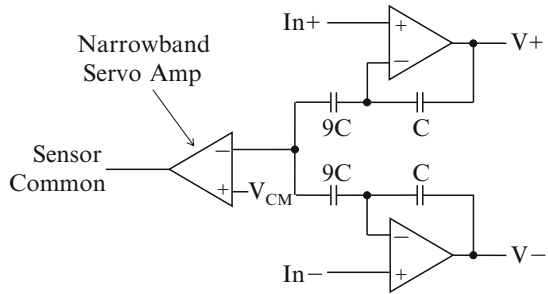 In+
+
−
V+
Narrowband
Servo Amp
9C
C
Sensor
Common
−
+
V_CM
9C
C
−
+
In−
V−